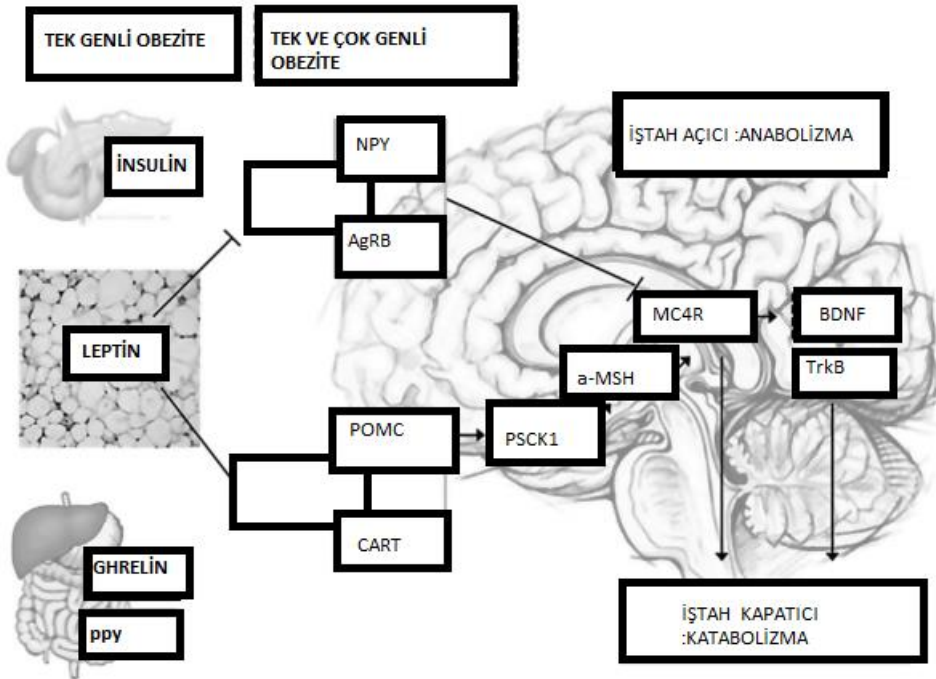 TEK GENLİ OBEZİTE
TEK VE ÇOK GENLİ
OBEZİTE
İNSULİN
NPY
AgRB
İŞTAH AÇICI :ANABOLİZMA
LEPTİN
MC4R
BDNF
TrkB
a-MSH
POMC
PSCK1
CART
GHRELİN
ppy
İŞTAH KAPATICI
:KATABOLİZMA